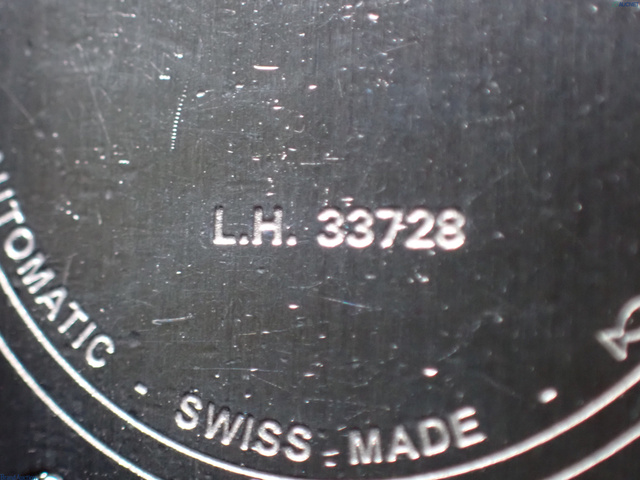 L.H. 33728
AUTOMATIC - SWISS - MADE -